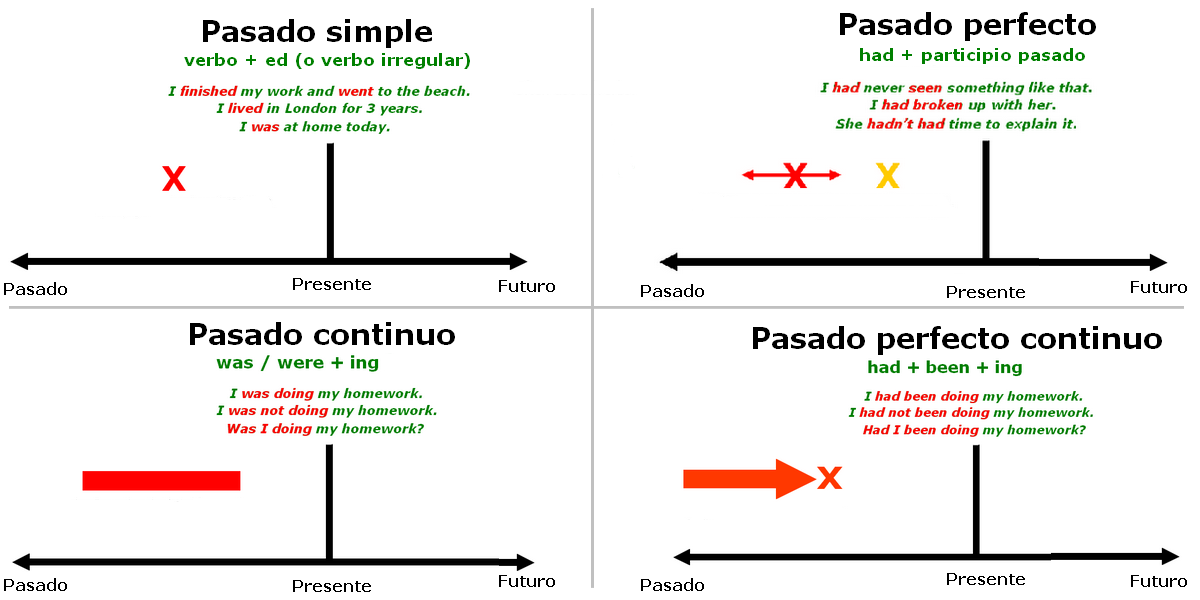 Pasado simple
verbo + ed (o verbo irregular)
I finished my work and went to the beach.
I lived in London for 3 years.
I was at home today.
X
Pasado
Presente
Futuro
Pasado perfecto
had + participio pasado
I had never seen something like that.
I had broken up with her.
She hadn’t had time to explain it.
X X
Pasado
Presente
Futuro
Pasado continuo
was / were + ing
I was doing my homework.
I was not doing my homework.
Was I doing my homework?
Pasado
Presente
Futuro
Pasado perfecto continuo
had + been + ing
I had been doing my homework.
I had not been doing my homework.
Had I been doing my homework?
X
Pasado
Presente
Futuro